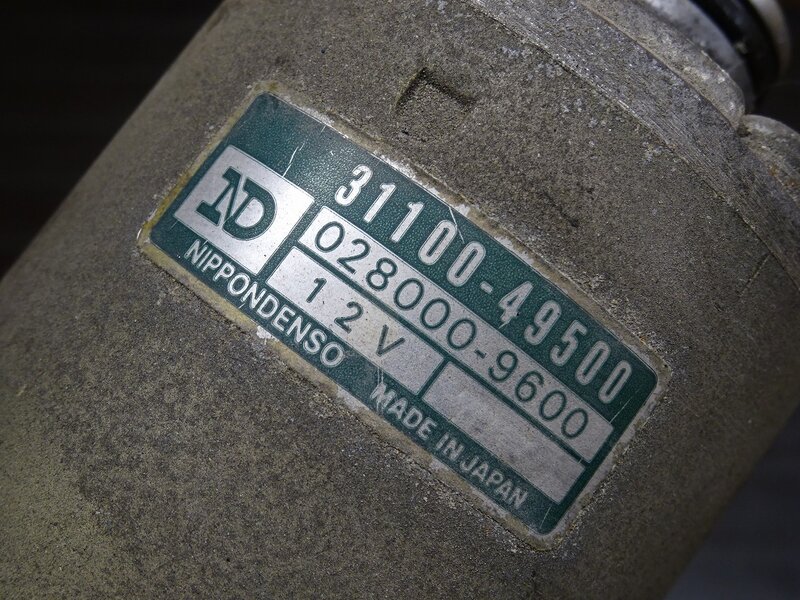 31100-49500
ND
028000-9600
12V
NIPPONDENSO MADE IN JAPAN